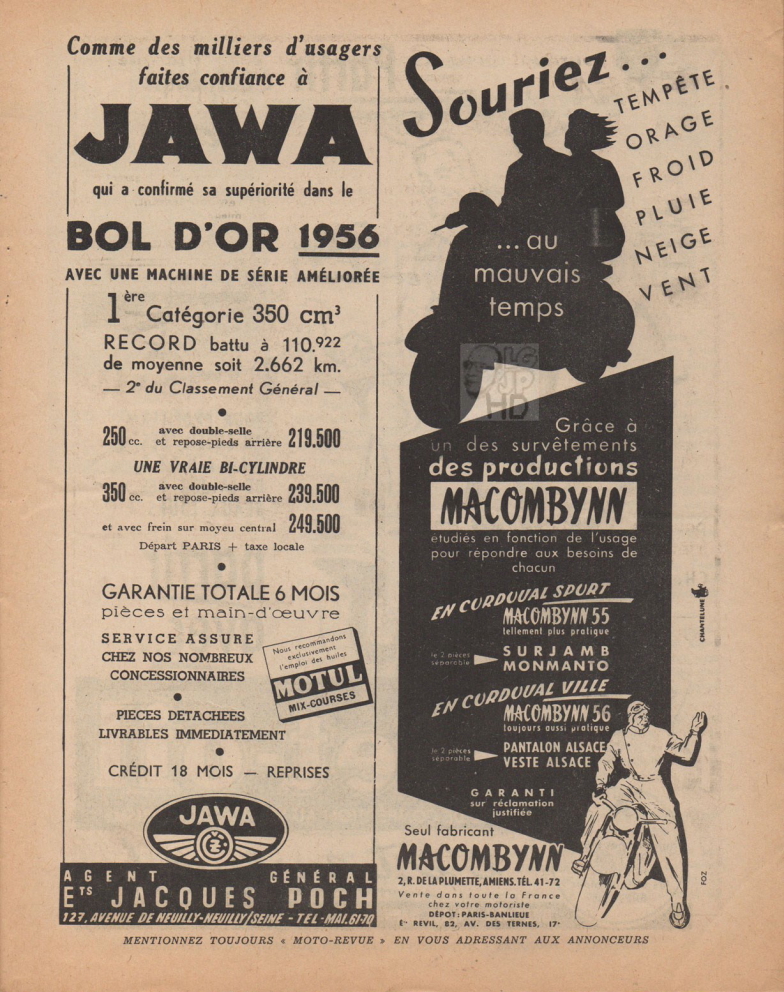 Comme des milliers d'usagers
faites confiance à
JAWA
qui a confirmé sa supériorité dans le
BOL D'OR 1956
AVEC UNE MACHINE DE SÉRIE AMÉLIORÉE
1ère Catégorie 350 cm³
RECORD battu à 110.922
de moyenne soit 2.662 km.
— 2e du Classement Général —
250 cc. avec double-selle
et repose-pieds arrière 219.500
UNE VRAIE BI-CYLINDRE
350 cc. avec double-selle
et repose-pieds arrière 239.500
et avec frein sur moyeu central 249.500
Départ PARIS + taxe locale
GARANTIE TOTALE 6 MOIS
pièces et main-d'œuvre
SERVICE ASSURE
CHEZ NOS NOMBREUX
CONCESSIONNAIRES
Nous recommandons
exclusivement
l'emploi des huiles
MOTUL
MIX-COURSES
PIECES DETACHEES
LIVRABLES IMMEDIATEMENT
CRÉDIT 18 MOIS — REPRISES
JAWA
CZ
AGENT GÉNÉRAL
Ets JACQUES POCH
127, AVENUE DE NEUILLY-NEUILLY/SEINE - TEL-MAI.61-70
Souriez...
TEMPÊTE
ORAGE
FROID
PLUIE
NEIGE
VENT
...au
mauvais
temps
LG
JP
HD
Grâce à
un des survêtements
des productions
MACOMBYNN
étudiés en fonction de l'usage
pour répondre aux besoins de
chacun
EN CORDOUAL SPORT
MACOMBYNN 55
tellement plus pratique
le 2 pièces
séparable
SURJAMB
MONMANTO
EN CORDOUAL VILLE
MACOMBYNN 56
toujours aussi pratique
le 2 pièces
séparable
PANTALON ALSACE
VESTE ALSACE
GARANTI
sur réclamation
justifiée
CHANTELUNE
Seul fabricant
MACOMBYNN
2, R. DE LA PLUMETTE, AMIENS. TÉL. 41-72
Vente dans toute la France
chez votre motoriste
DÉPOT: PARIS-BANLIEUE
Ets REVIL, 82, AV. DES TERNES, 17e
FOZ
MENTIONNEZ TOUJOURS « MOTO-REVUE » EN VOUS ADRESSANT AUX ANNONCEURS